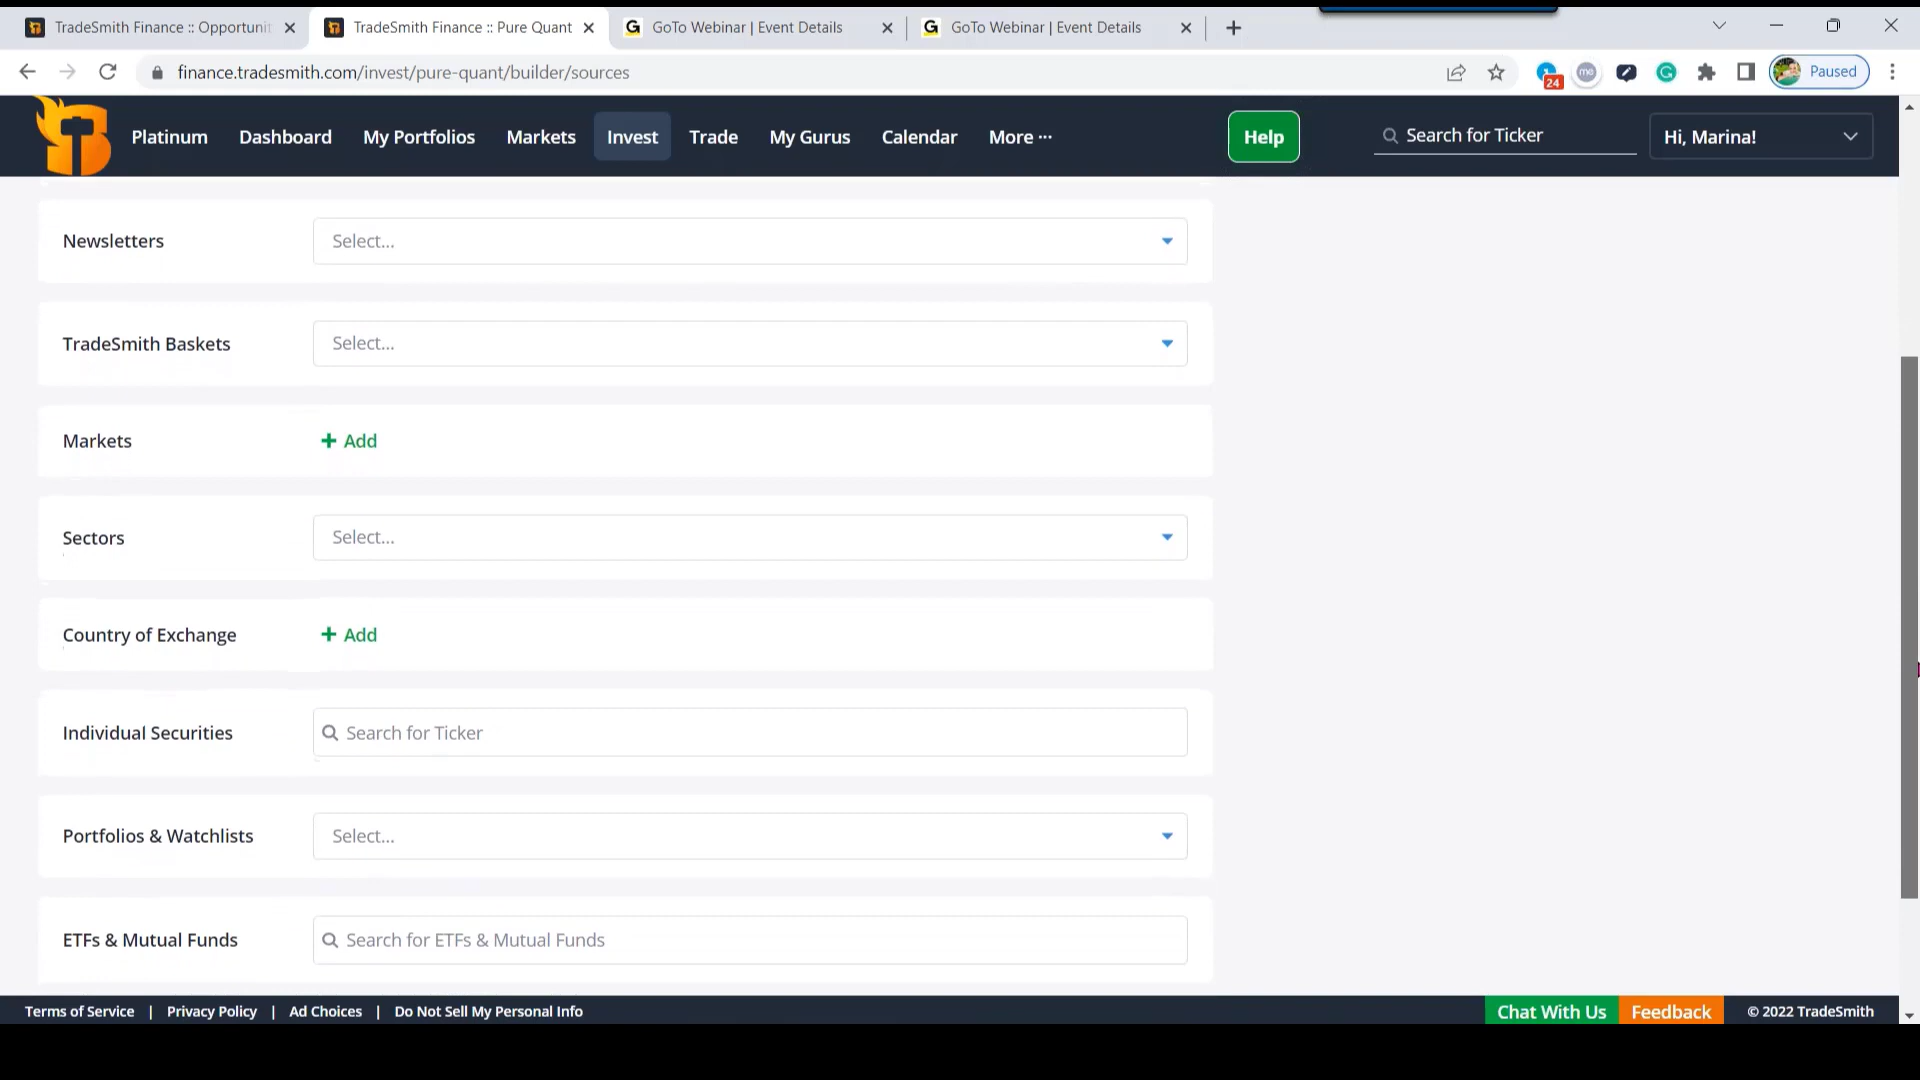 TradeSmith Finance :: Opportunit
TradeSmith Finance :: Pure Quant
G GoTo Webinar | Event Details
G GoTo Webinar | Event Details
finance.tradesmith.com/invest/pure-quant/builder/sources
24
me
G
Paused
Platinum
Dashboard
My Portfolios
Markets
Invest
Trade
My Gurus
Calendar
More ···
Help
Search for Ticker
Hi, Marina!
Newsletters
Select...
TradeSmith Baskets
Select...
Markets
+ Add
Sectors
Select...
Country of Exchange
+ Add
Individual Securities
Search for Ticker
Portfolios & Watchlists
Select...
ETFs & Mutual Funds
Search for ETFs & Mutual Funds
Terms of Service | Privacy Policy | Ad Choices | Do Not Sell My Personal Info
Chat With Us
Feedback
© 2022 TradeSmith